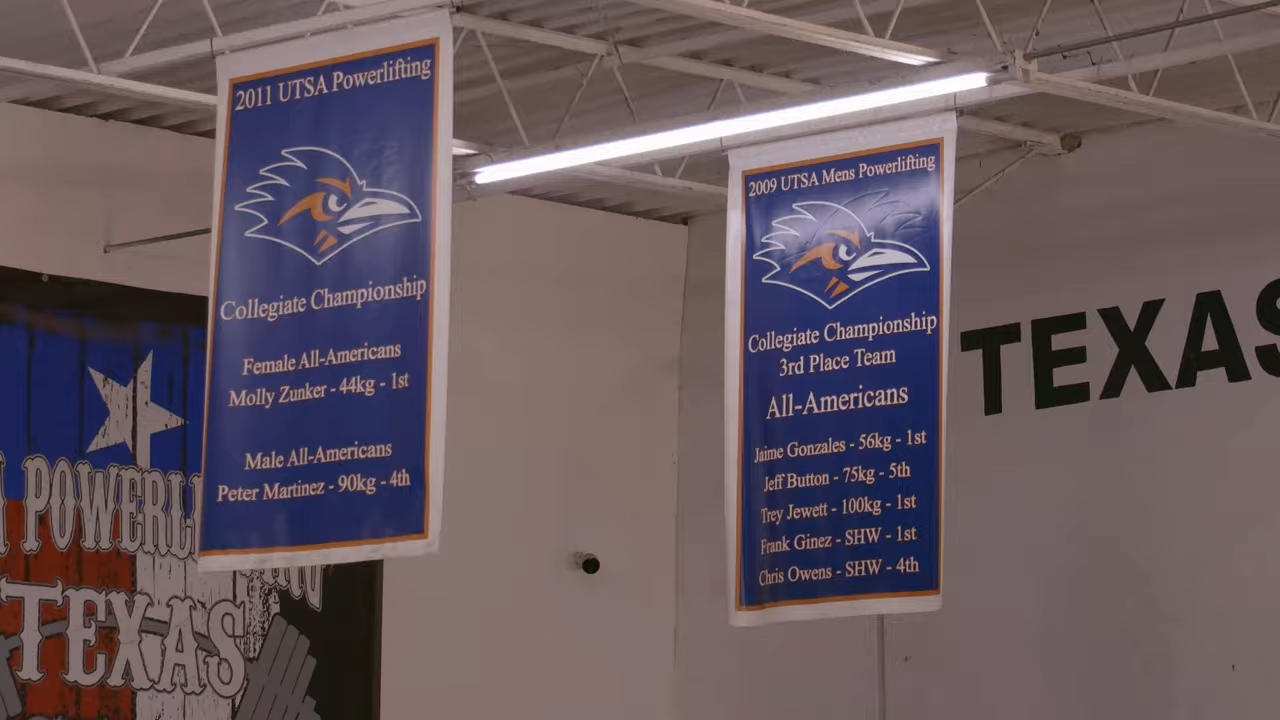 2011 UTSA Powerlifting
Collegiate Championship
Female All-Americans
Molly Zunker - 44kg - 1st
Male All-Americans
Peter Martinez - 90kg - 4th
2009 UTSA Mens Powerlifting
Collegiate Championship
3rd Place Team
All-Americans
Jaime Gonzales - 56kg - 1st
Jeff Button - 75kg - 5th
Trey Jewett - 100kg - 1st
Frank Ginez - SHW - 1st
Chris Owens - SHW - 4th
TEXAS
POWERLI
TEXAS